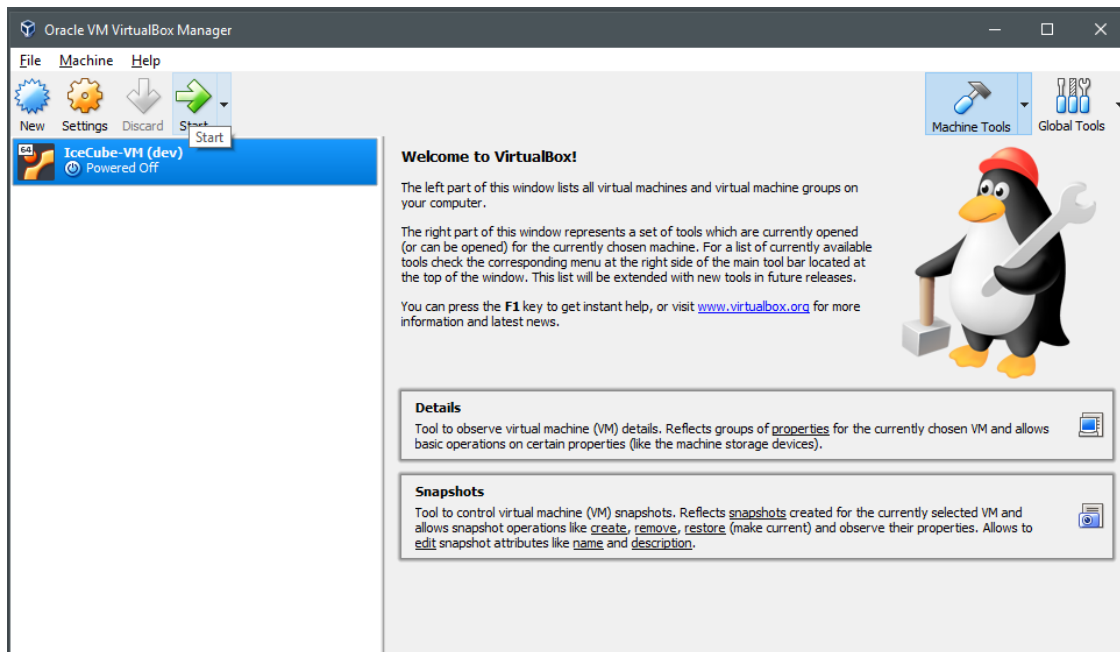 Oracle VM VirtualBox Manager
File Machine Help
New Settings Discard Start
Start
Machine Tools Global Tools
64
IceCube-VM (dev)
Powered Off
Welcome to VirtualBox!
The left part of this window lists all virtual machines and virtual machine groups on
your computer.
The right part of this window represents a set of tools which are currently opened
(or can be opened) for the currently chosen machine. For a list of currently available
tools check the corresponding menu at the right side of the main tool bar located at
the top of the window. This list will be extended with new tools in future releases.
You can press the F1 key to get instant help, or visit www.virtualbox.org for more
information and latest news.
Details
Tool to observe virtual machine (VM) details. Reflects groups of properties for the currently chosen VM and allows
basic operations on certain properties (like the machine storage devices).
Snapshots
Tool to control virtual machine (VM) snapshots. Reflects snapshots created for the currently selected VM and
allows snapshot operations like create, remove, restore (make current) and observe their properties. Allows to
edit snapshot attributes like name and description.